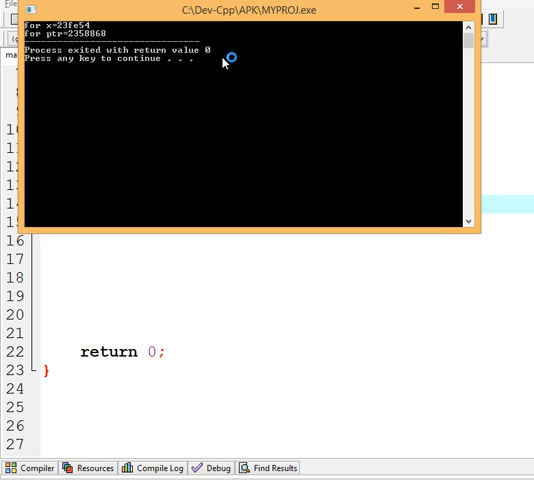 C:\Dev-Cpp\APK\MYPROJ.exe
for x=23fe54
for ptr=2358868
--------------------------------
Process exited with return value 0
Press any key to continue . . .
16
17
18
19
20
21
22 return 0;
23 }
24
25
26
27
Compiler Resources Compile Log Debug Find Results